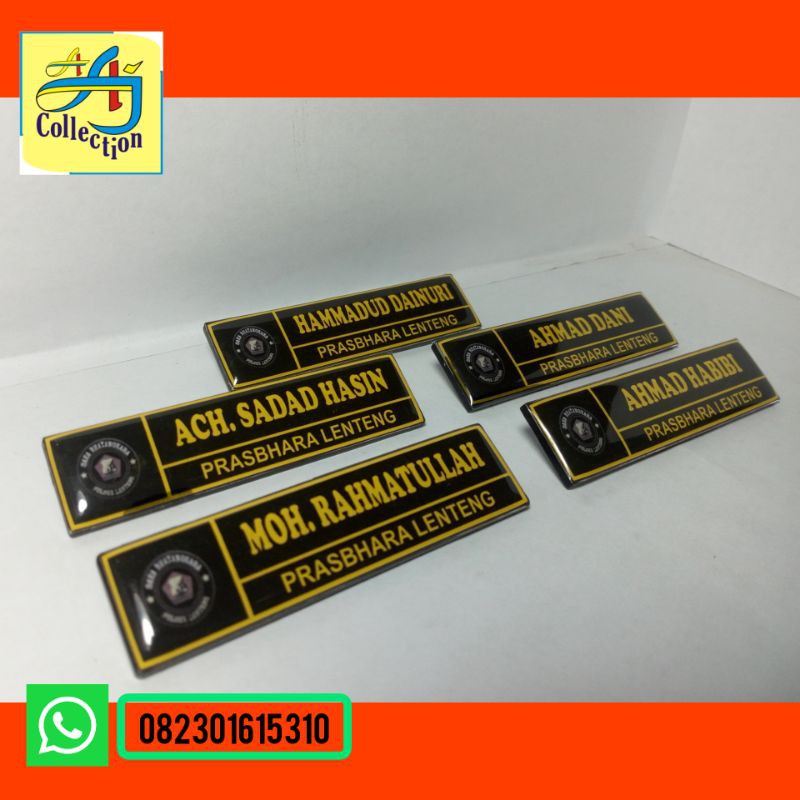 AJ
Collection
HAMMADUD DAINURI
PRASBHARA LENTENG
AHMAD DANI
PRASBHARA LENTENG
ACH. SADAD HASIN
PRASBHARA LENTENG
AHMAD HABIBI
PRASBHARA LENTENG
MOH. RAHMATULLAH
PRASBHARA LENTENG
082301615310